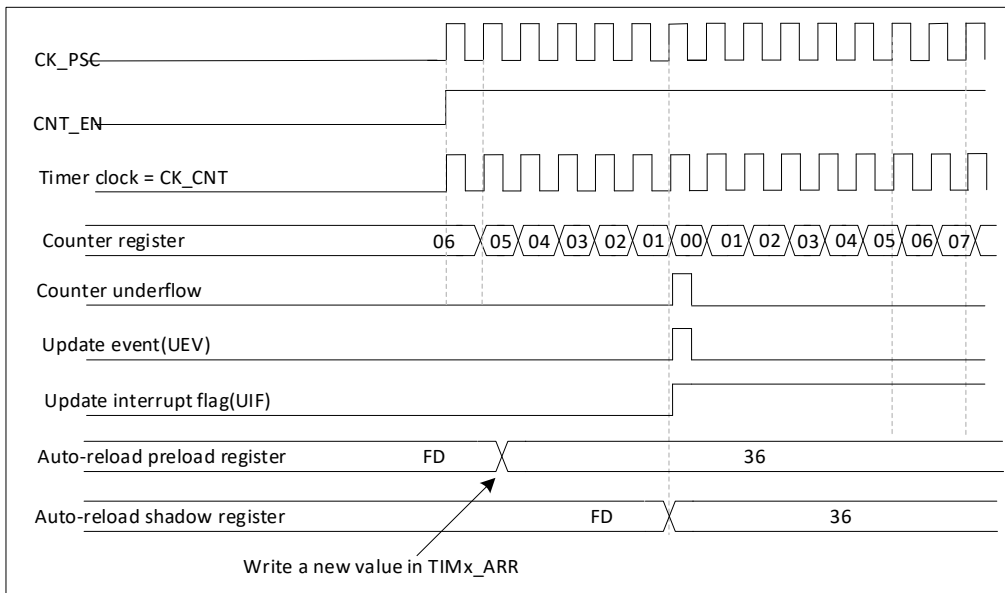 CK_PSC
CNT_EN
Timer clock = CK_CNT
Counter register 06 05 04 03 02 01 00 01 02 03 04 05 06 07
Counter underflow
Update event(UEV)
Update interrupt flag(UIF)
Auto-reload preload register FD 36
Auto-reload shadow register FD 36
Write a new value in TIMx_ARR